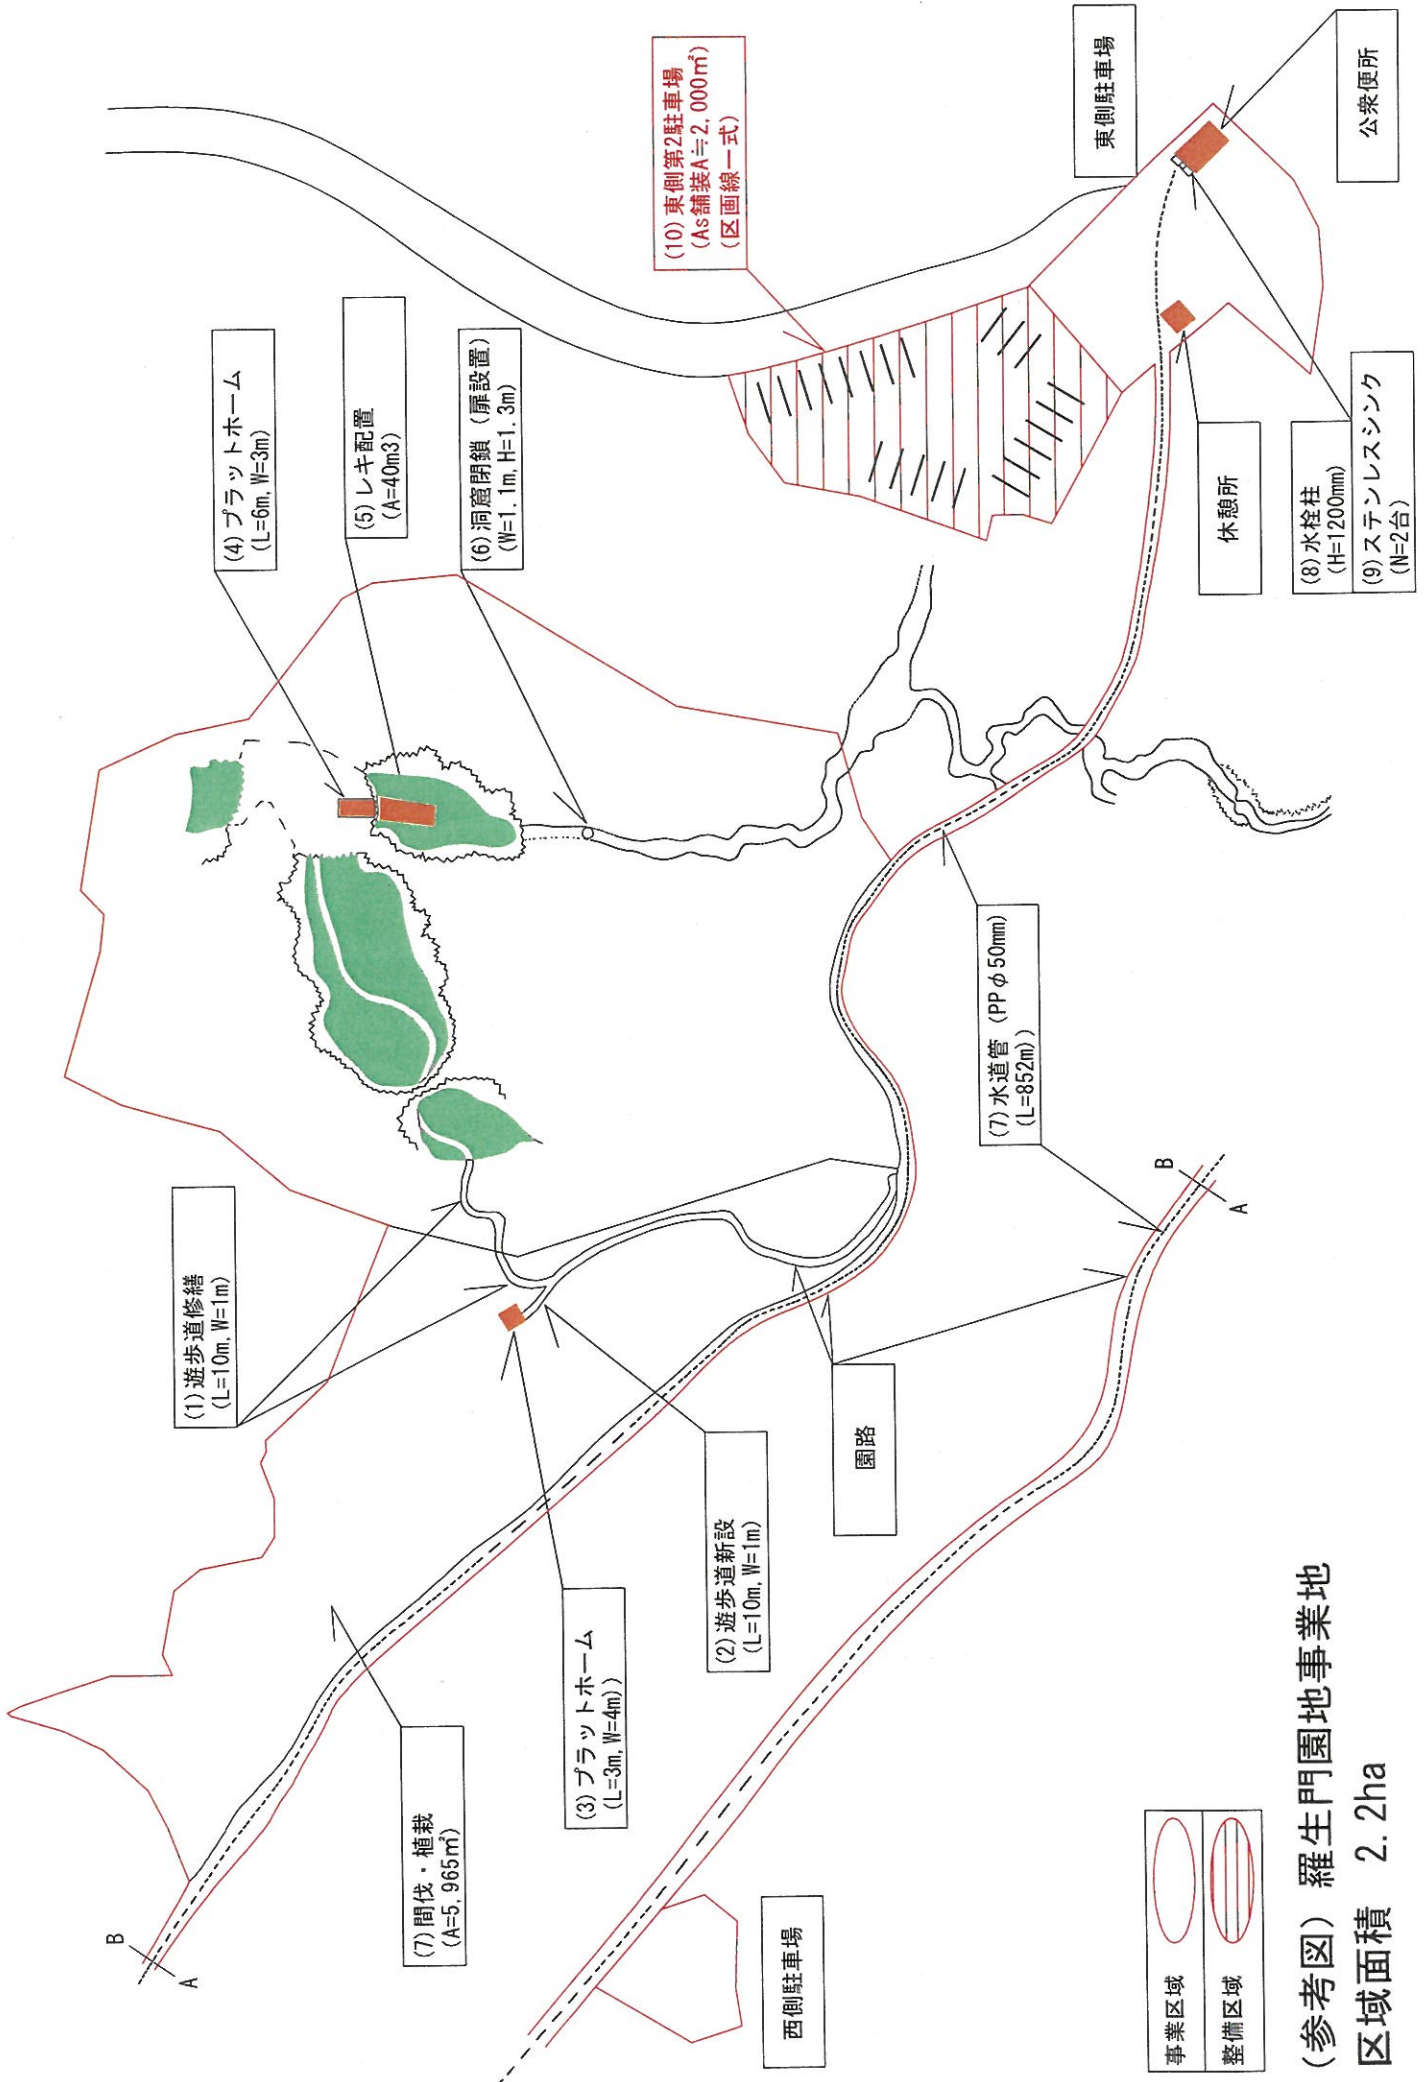 (1)遊歩道修繕
(L=10m, W=1m)
(4)プラットホーム
(L=6m, W=3m)
(5)レキ配置
(A=40m3)
(6)洞窟閉鎖（扉設置）
(W=1.1m, H=1.3m)
(10)東側第2駐車場
(As舗装A≒2,000㎡)
(区画線一式)
東側駐車場
公衆便所
休憩所
(8)水栓柱
(H=1200mm)
(9)ステンレスシンク
(N=2台)
(7)水道管（PPφ50mm)
(L=852m))
園路
(2)遊歩道新設
(L=10m, W=1m)
(3)プラットホーム
(L=3m, W=4m))
(7)間伐・植栽
(A=5,965㎡)
B
A
B
A
西側駐車場
事業区域
整備区域
(参考図) 羅生門園地事業地
区域面積 2.2ha